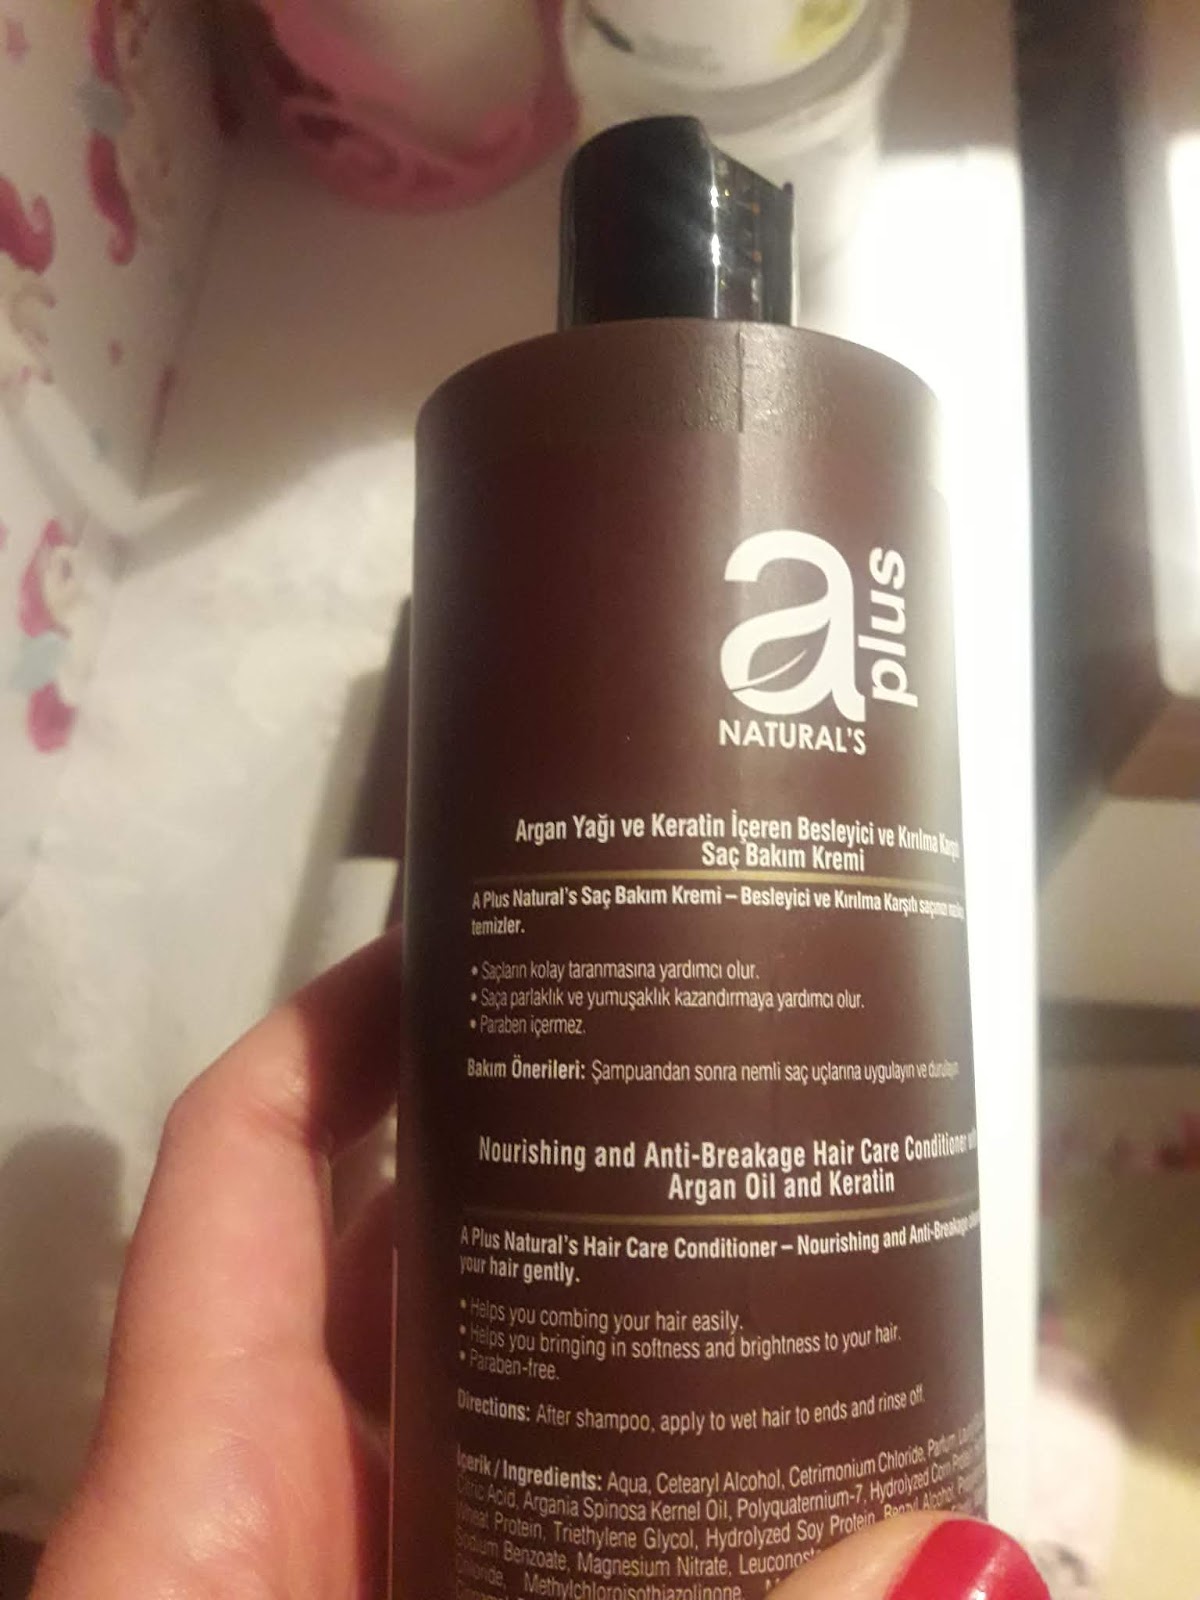 a plus
NATURAL'S
Argan Yağı ve Keratin İçeren Besleyici ve Kırılma Karşıtı
Saç Bakım Kremi
A Plus Natural's Saç Bakım Kremi – Besleyici ve Kırılma Karşıtı saçınızı
temizler.
• Saçların kolay taranmasına yardımcı olur.
• Saça parlaklık ve yumuşaklık kazandırmaya yardımcı olur.
• Paraben içermez.
Bakım Önerileri: Şampuandan sonra nemli saç uçlarına uygulayın ve durulayın
Nourishing and Anti-Breakage Hair Care Conditioner with
Argan Oil and Keratin
A Plus Natural's Hair Care Conditioner – Nourishing and Anti-Breakage
your hair gently.
• Helps you combing your hair easily.
• Helps you bringing in softness and brightness to your hair.
• Paraben-free.
Directions: After shampoo, apply to wet hair to ends and rinse off.
İçerik / Ingredients: Aqua, Cetearyl Alcohol, Cetrimonium Chloride, Parfum,
Citric Acid, Argania Spinosa Kernel Oil, Polyquaternium-7, Hydrolyzed Corn Protein,
Wheat Protein, Triethylene Glycol, Hydrolyzed Soy Protein, Benzyl Alcohol,
Sodium Benzoate, Magnesium Nitrate,
Chloride, Methylchloroisothiazolinone,